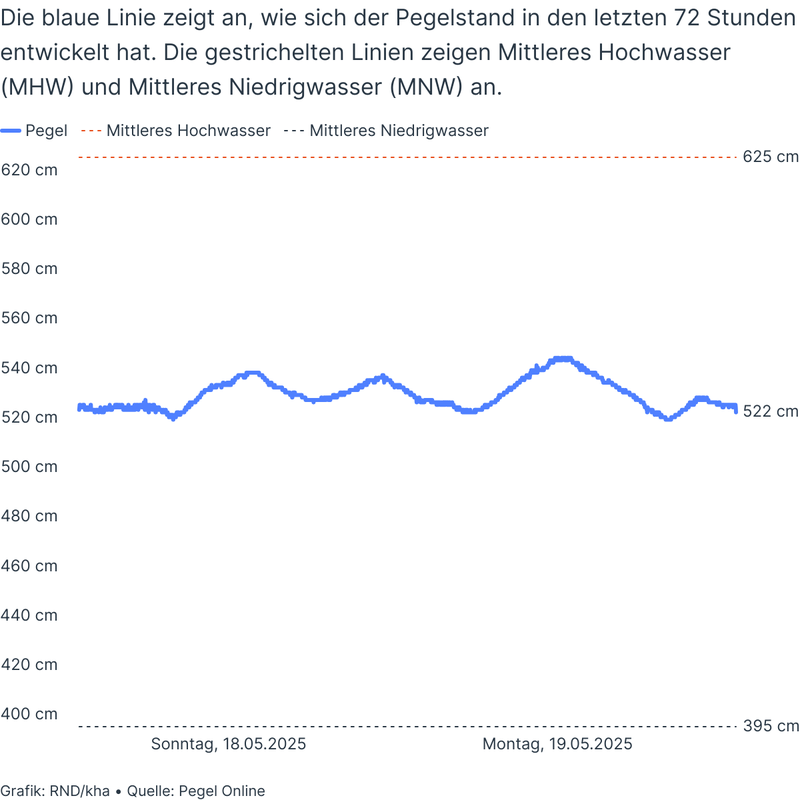 Die blaue Linie zeigt an, wie sich der Pegelstand in den letzten 72 Stunden
entwickelt hat. Die gestrichelten Linien zeigen Mittleres Hochwasser
(MHW) und Mittleres Niedrigwasser (MNW) an.
Pegel Mittleres Hochwasser Mittleres Niedrigwasser
625 cm
620 cm
600 cm
580 cm
560 cm
540 cm
522 cm
520 cm
500 cm
480 cm
460 cm
440 cm
420 cm
400 cm
395 cm
Sonntag, 18.05.2025 Montag, 19.05.2025
Grafik: RND/kha • Quelle: Pegel Online